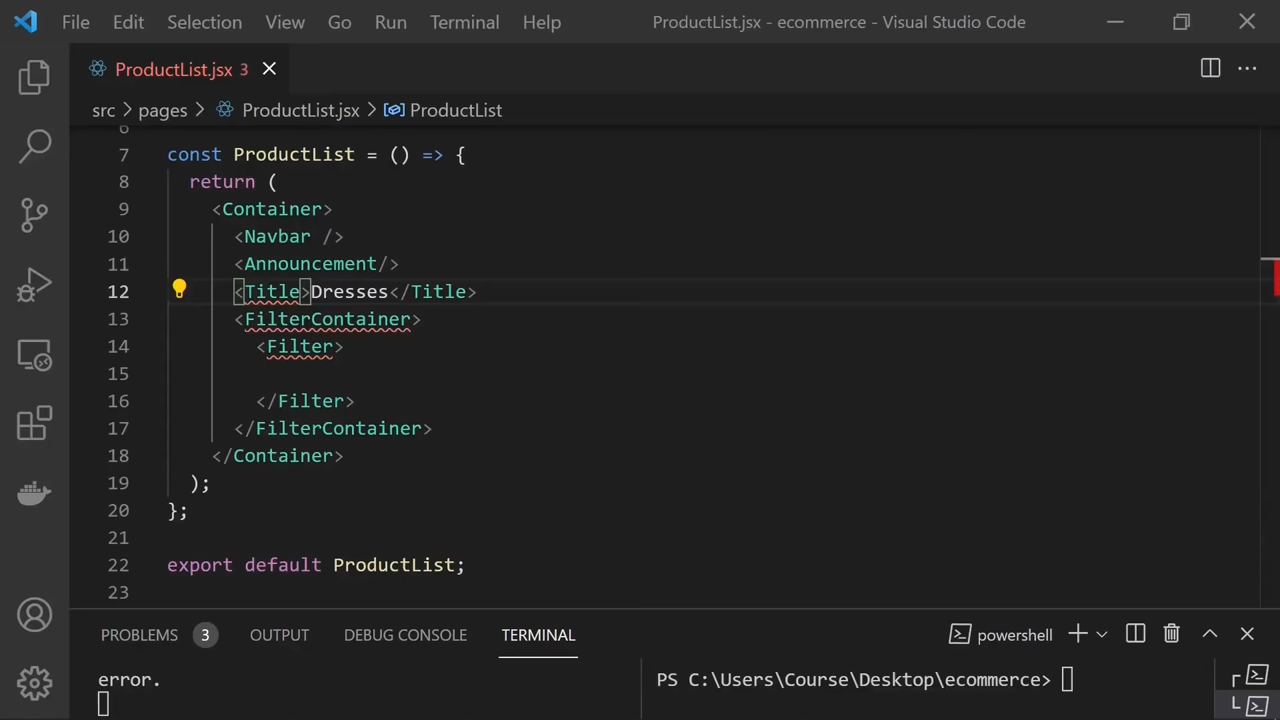 File Edit Selection View Go Run Terminal Help ProductList.jsx - ecommerce - Visual Studio Code
ProductList.jsx 3
src > pages > ProductList.jsx > ProductList
6
7 const ProductList = () => {
8 return (
9 <Container>
10 <Navbar />
11 <Announcement/>
12 <Title>Dresses</Title>
13 <FilterContainer>
14 <Filter>
15
16 </Filter>
17 </FilterContainer>
18 </Container>
19 );
20 };
21
22 export default ProductList;
23
PROBLEMS 3 OUTPUT DEBUG CONSOLE TERMINAL powershell
error.
PS C:\Users\Course\Desktop\ecommerce>